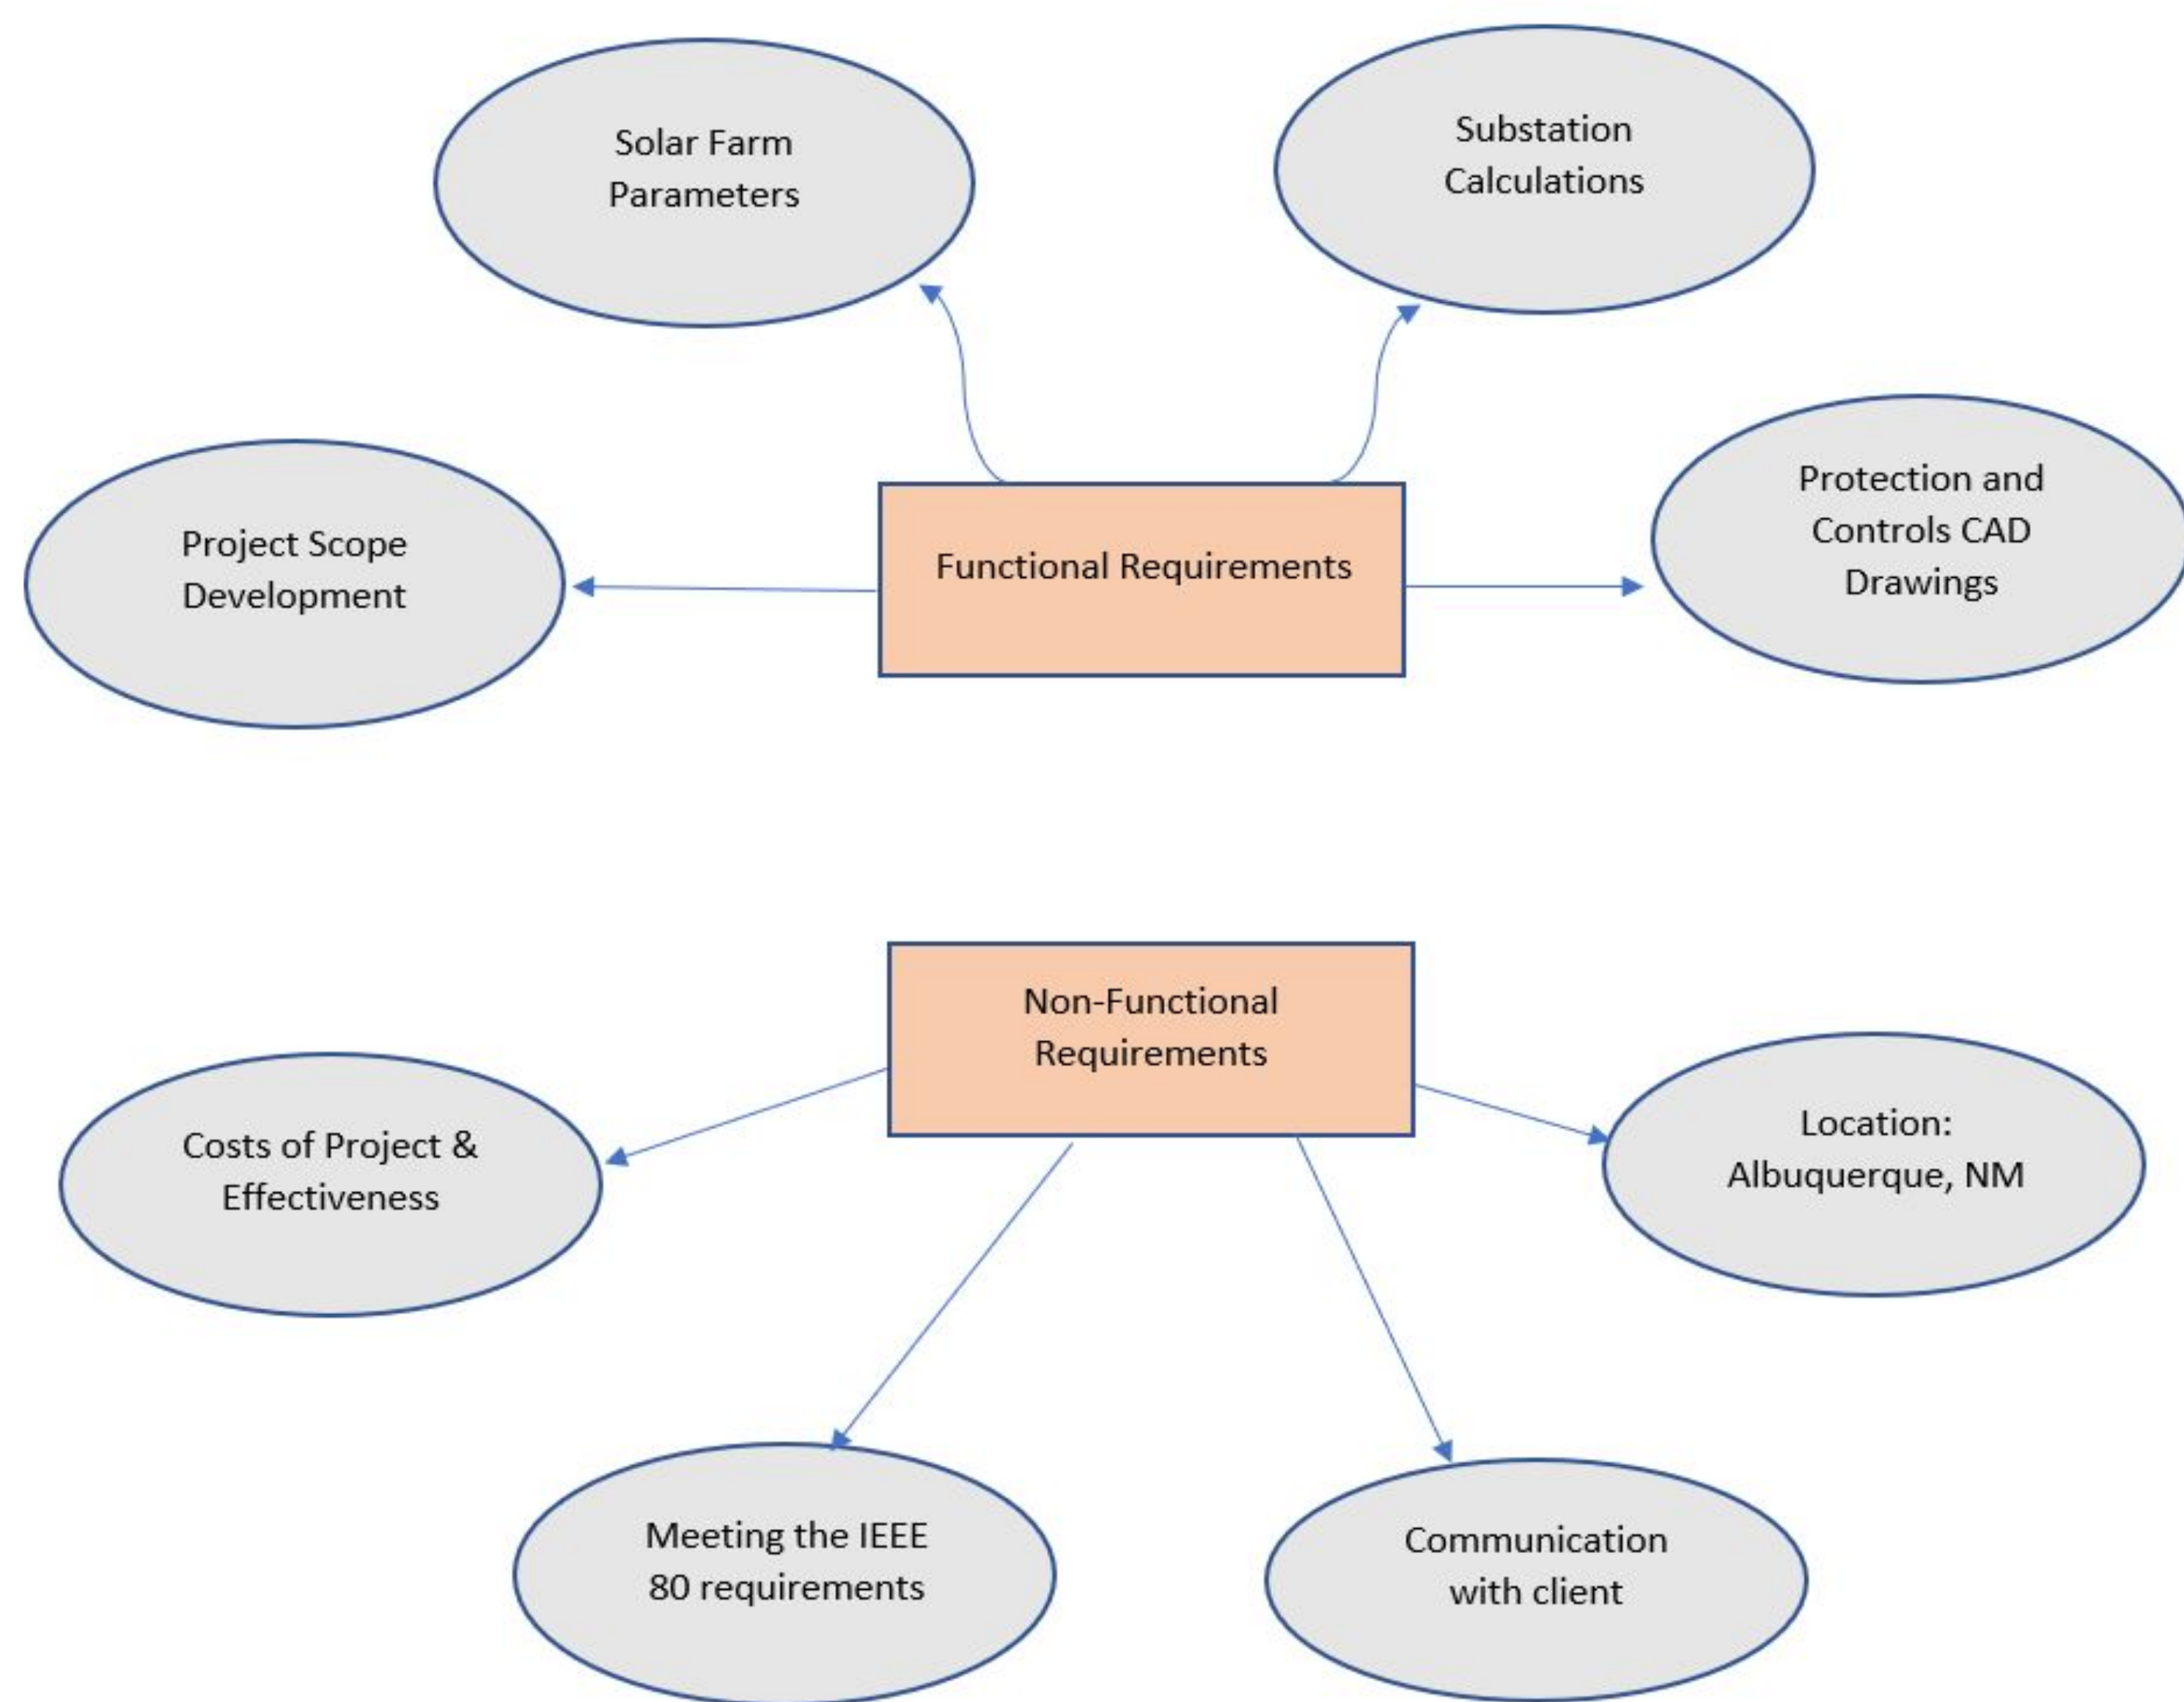 Solar Farm
Parameters
Substation
Calculations
Project Scope
Development
Functional Requirements
Protection and
Controls CAD
Drawings
Non-Functional
Requirements
Costs of Project &
Effectiveness
Location:
Albuquerque, NM
Meeting the IEEE
80 requirements
Communication
with client